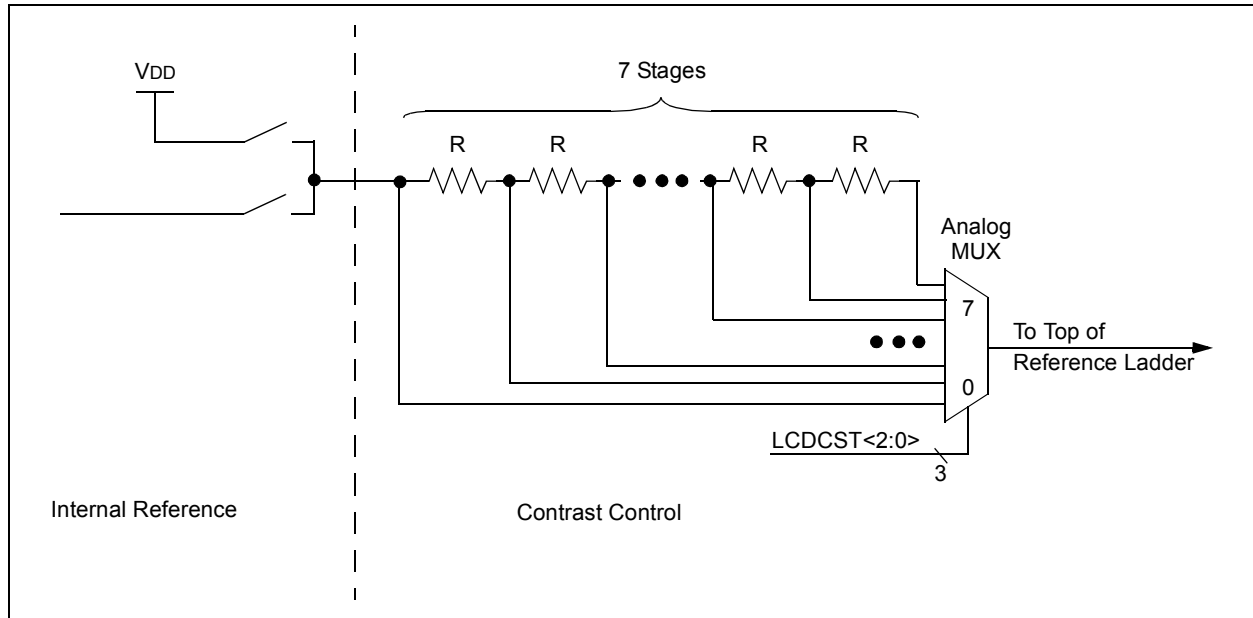 VDD
7 Stages
R
R
R
R
Analog
MUX
7
0
To Top of
Reference Ladder
LCDCST<2:0>
3
Internal Reference
Contrast Control